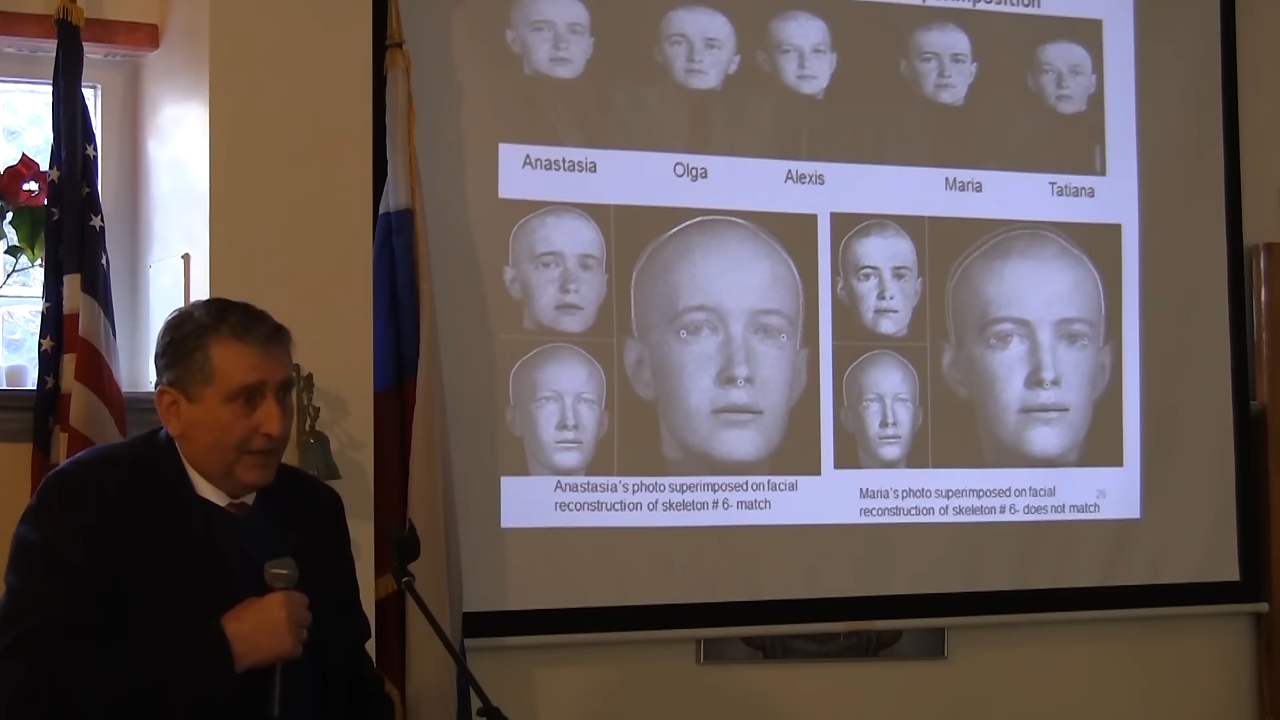 Anastasia Olga Alexis Maria Tatiana
Anastasia's photo superimposed on facial
reconstruction of skeleton # 6- match
Maria's photo superimposed on facial
reconstruction of skeleton # 6- does not match
26